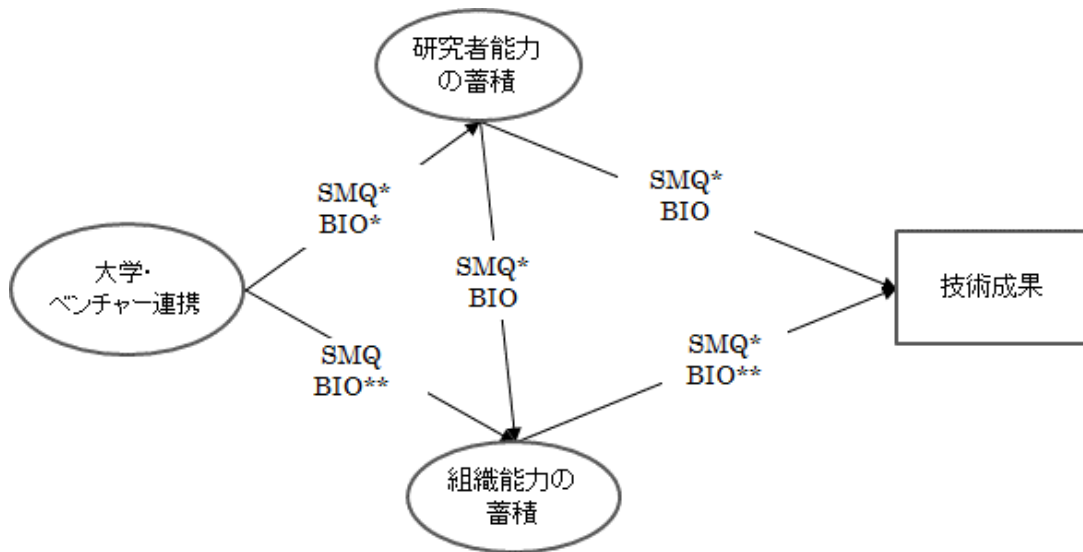 研究者能力
の蓄積
SMQ*
BIO*
SMQ*
BIO
大学・
ベンチャー連携
SMQ*
BIO
技術成果
SMQ
BIO**
SMQ*
BIO**
組織能力の
蓄積